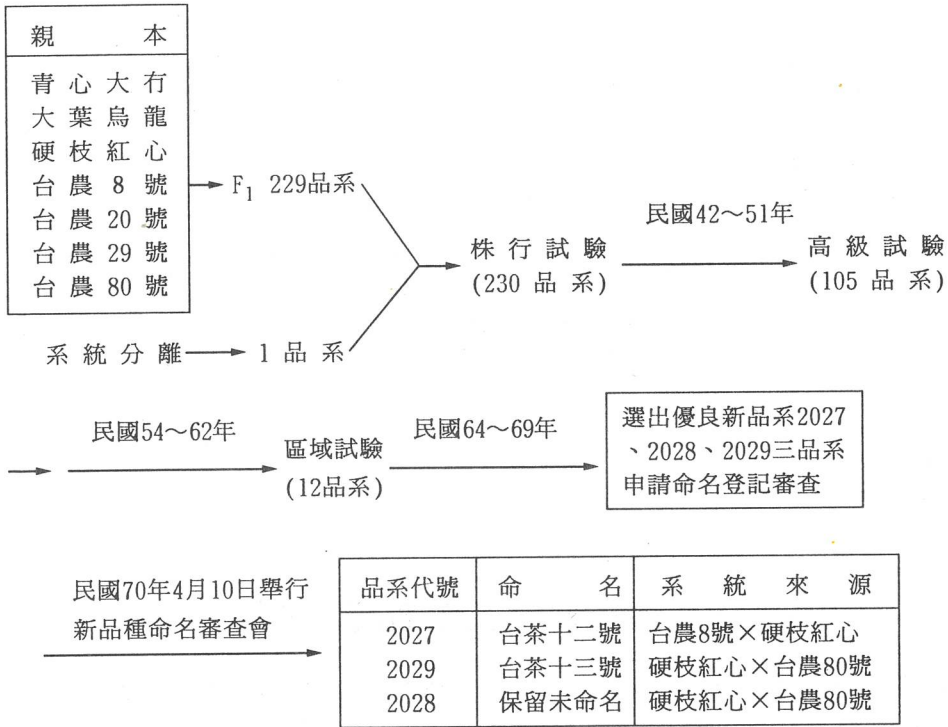 親 本
青心大冇
大葉烏龍
硬枝紅心
台農8號
台農20號
台農29號
台農80號
F1 229品系
系統分離
1品系
株行試驗
(230品系)
民國42~51年
高級試驗
(105品系)
民國54~62年
區域試驗
(12品系)
民國64~69年
選出優良新品系2027
、2028、2029三品系
申請命名登記審查
民國70年4月10日舉行
新品種命名審查會
品系代號 命名 系統來源
2027 台茶十二號 台農8號×硬枝紅心
2029 台茶十三號 硬枝紅心×台農80號
2028 保留未命名 硬枝紅心×台農80號